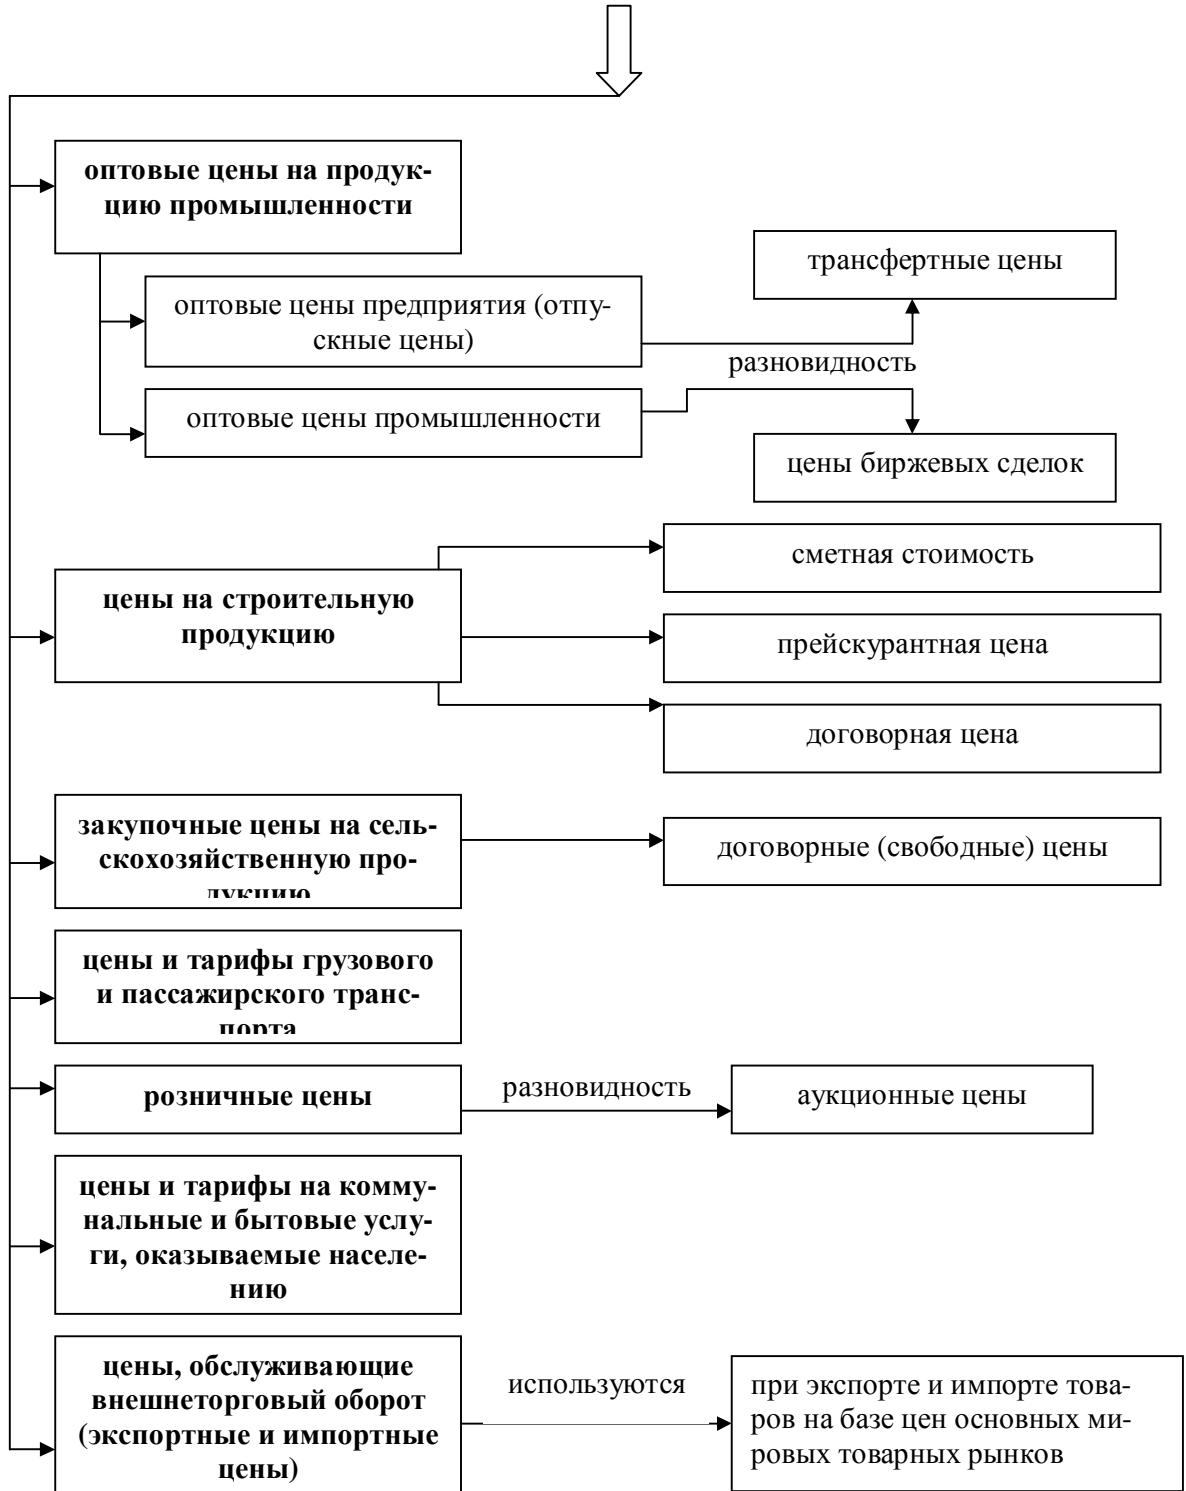 оптовые цены на продук-
цию промышленности
трансфертные цены
оптовые цены предприятия (отпу-
скные цены)
разновидность
оптовые цены промышленности
цены биржевых сделок
сметная стоимость
цены на строительную
продукцию
прейскурантная цена
договорная цена
закупочные цены на сель-
скохозяйственную про-
дукцию
договорные (свободные) цены
цены и тарифы грузового
и пассажирского транс-
порта
розничные цены
разновидность
аукционные цены
цены и тарифы на комму-
нальные и бытовые услу-
ги, оказываемые населе-
нию
цены, обслуживающие
внешнеторговый оборот
(экспортные и импортные
цены)
используются
при экспорте и импорте това-
ров на базе цен основных ми-
ровых товарных рынков